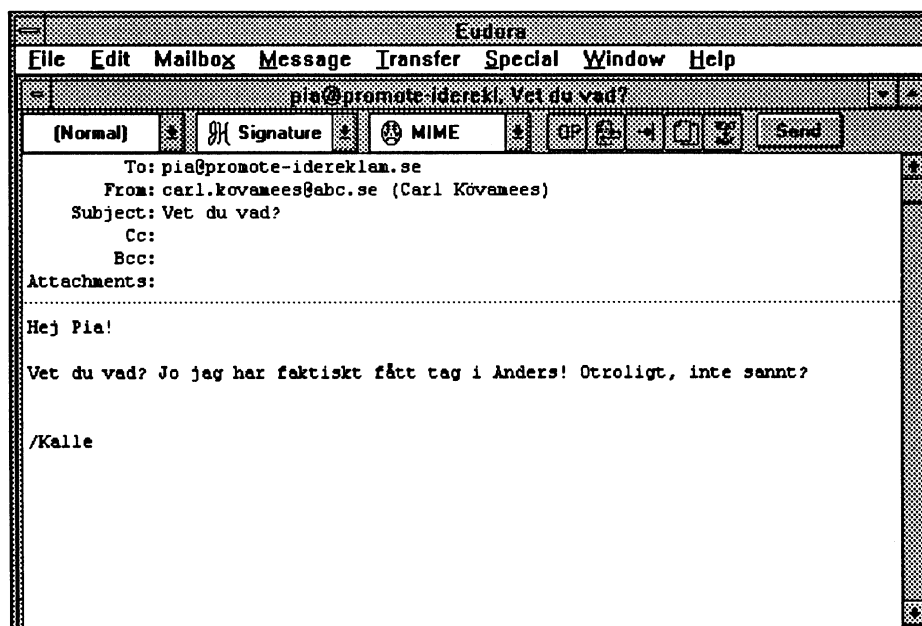 Eudora
File Edit Mailbox Message Transfer Special Window Help
pia@promote-iderekl, Vet du vad?
(Normal) Signature MIME QP Send
To: pia@promote-idereklam.se
From: carl.kovamees@abc.se (Carl Kövamees)
Subject: Vet du vad?
Cc:
Bcc:
Attachments:
Hej Pia!
Vet du vad? Jo jag har faktiskt fått tag i Anders! Otroligt, inte sannt?
/Kalle